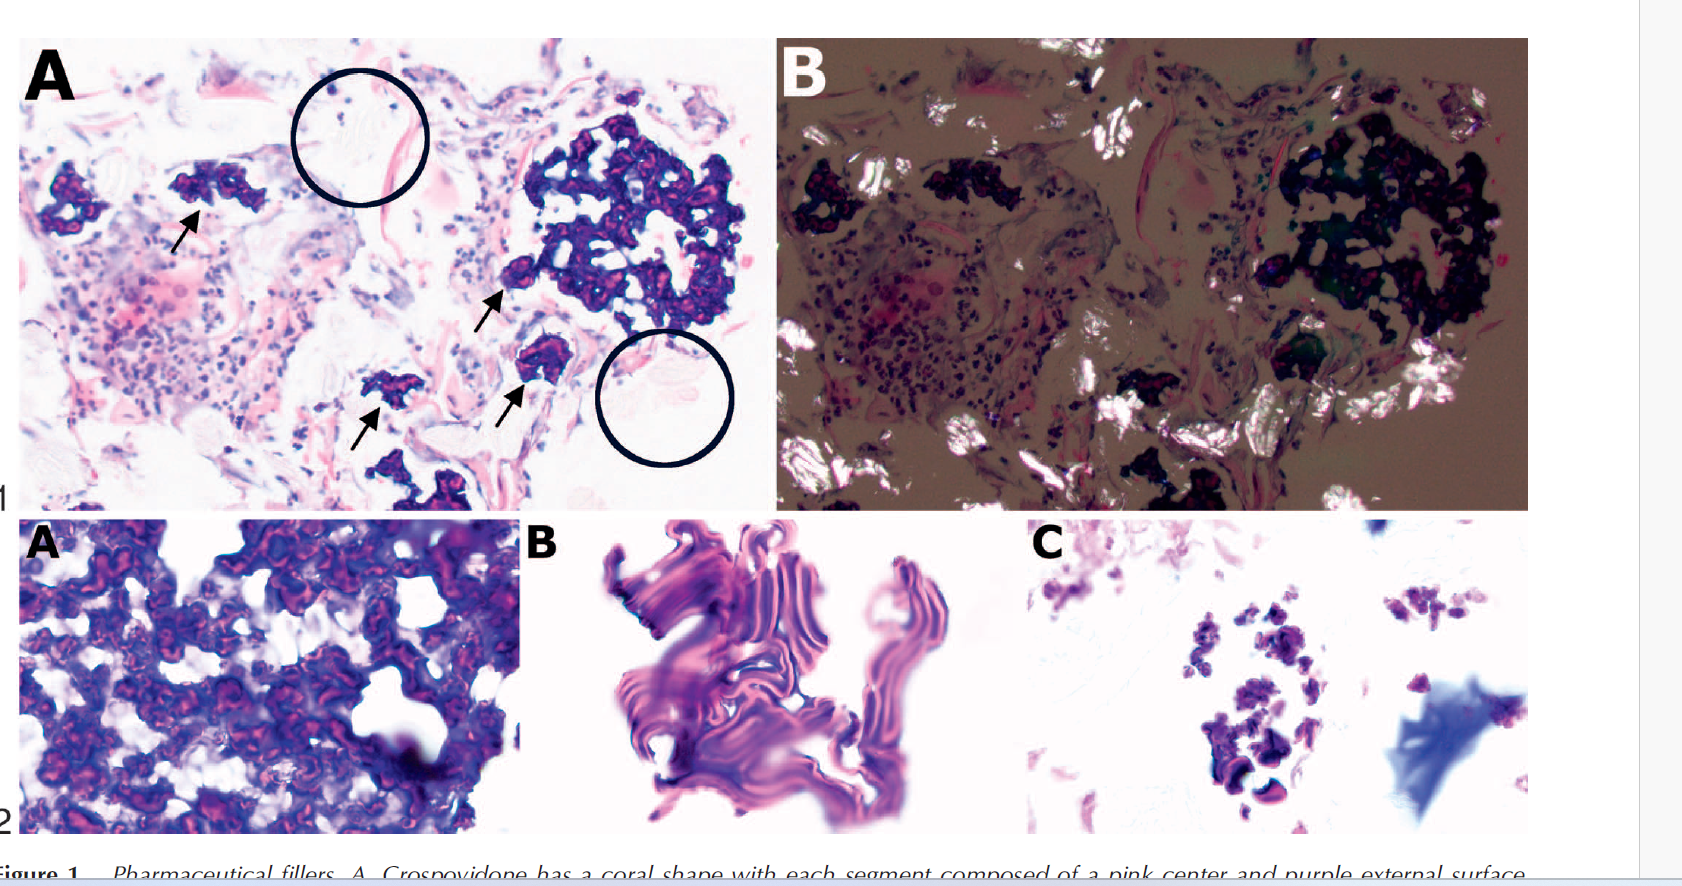 A B
1
A B C
2
Figure 1. Pharmaceutical fillers. A, Crospovidone has a coral shape with each segment composed of a pink center and purple external surface